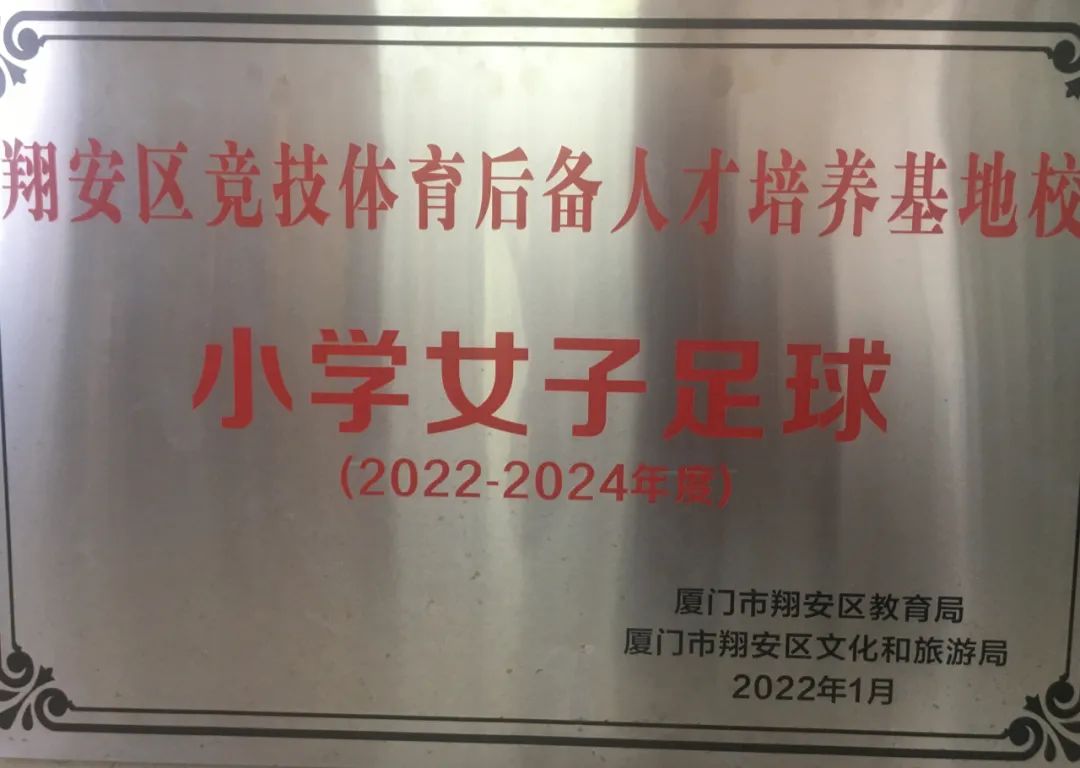 翔安区竞技体育后备人才培养基地校
小学女子足球
(2022-2024年度)
厦门市翔安区教育局
厦门市翔安区文化和旅游局
2022年1月